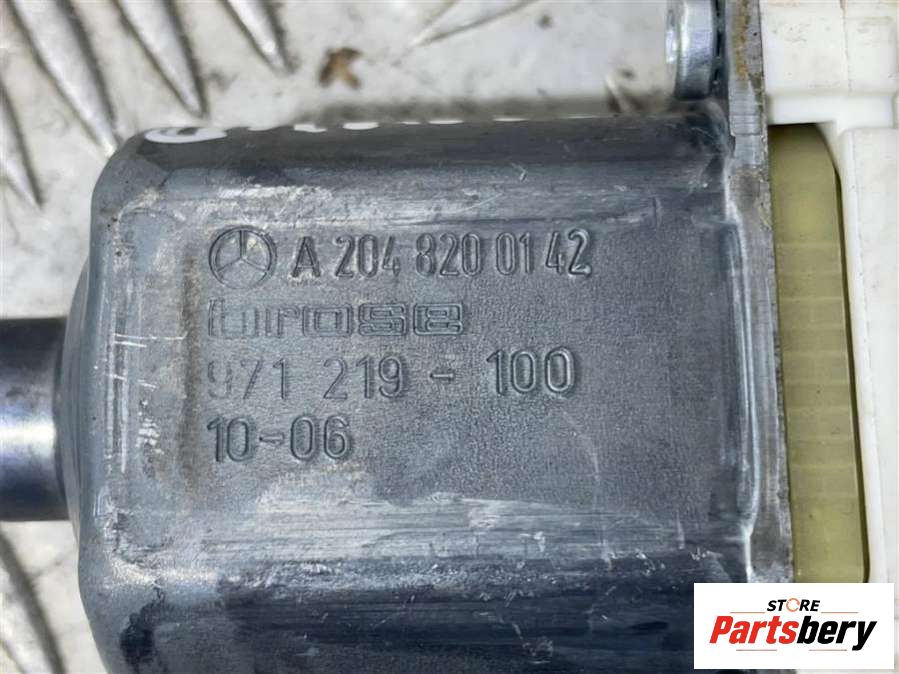 A 204 820 01 42
brose
971 219 - 100
10-06
STORE
Partsbery